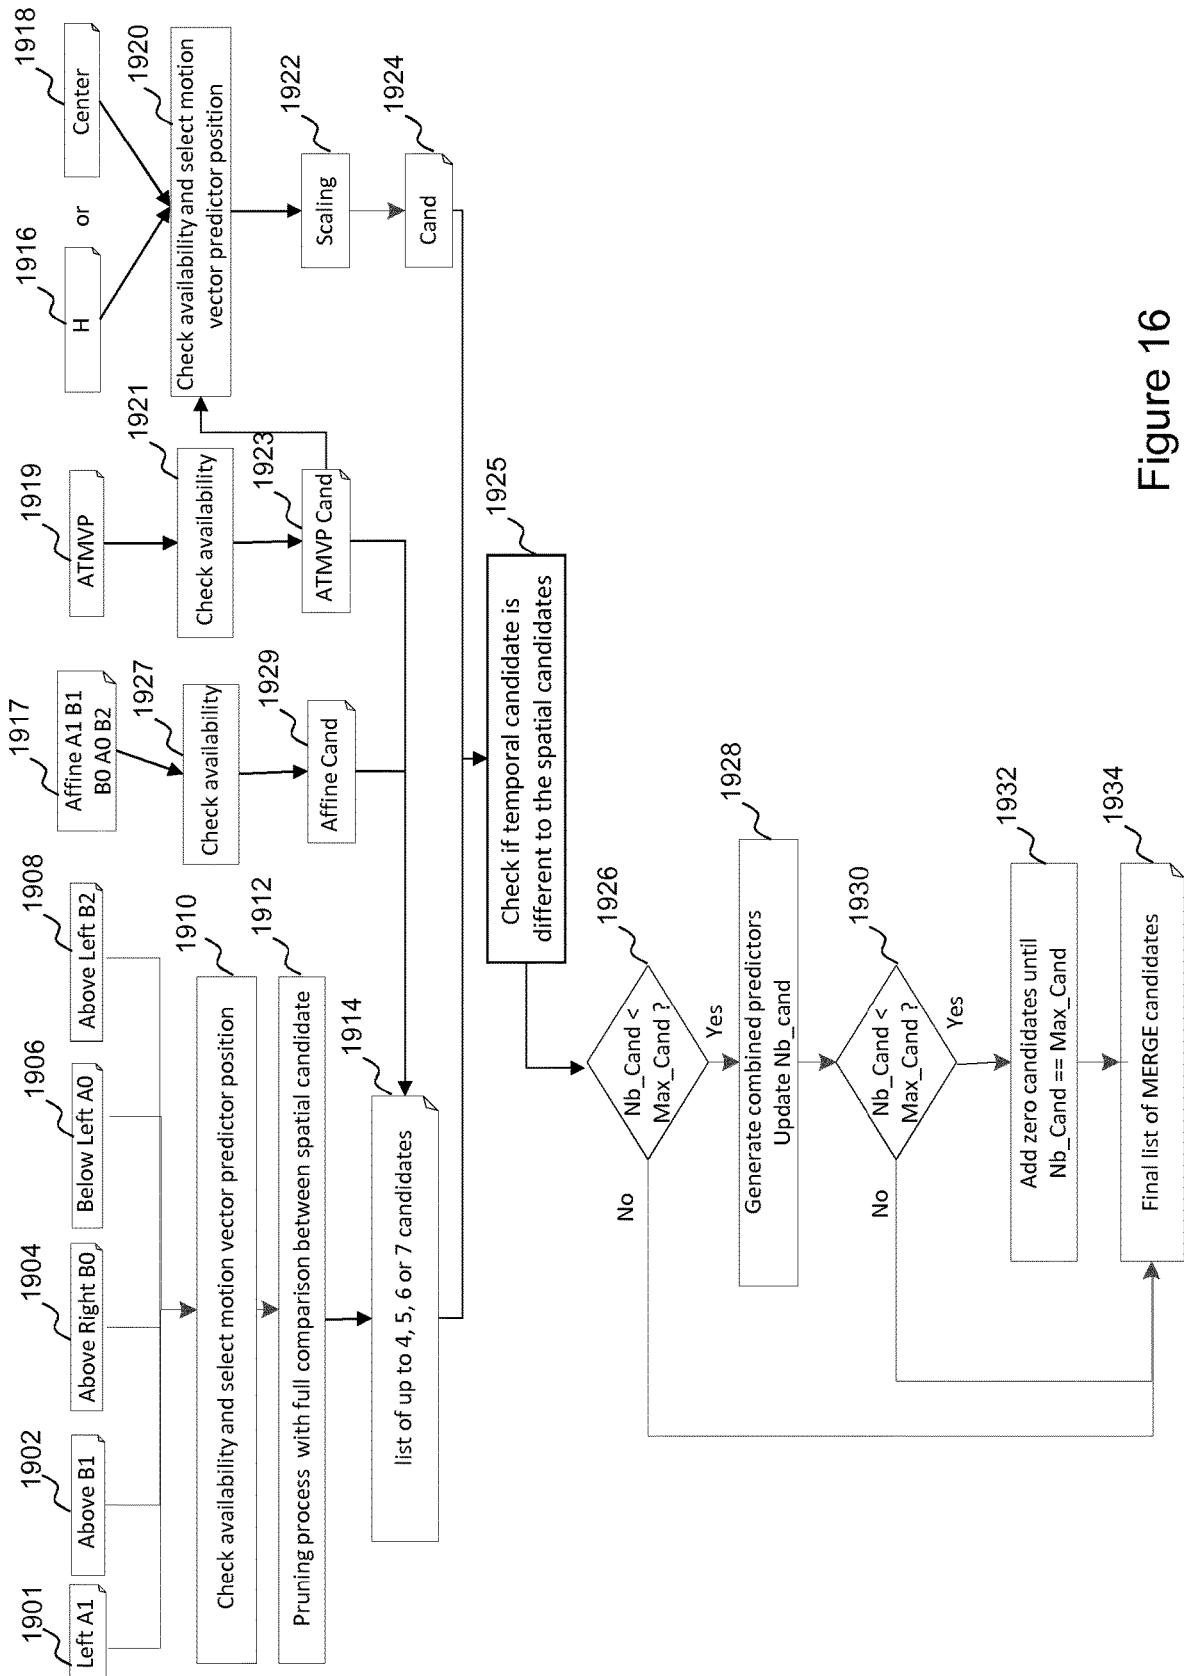 1901
Left A1
1902
Above B1
1904
Above Right B0
1906
Below Left A0
1908
Above Left B2
1917
Affine A1 B1
B0 A0 B2
1919
ATMVP
1916
H
or
1918
Center
1910
Check availability and select motion vector predictor position
1927
Check availability
1921
Check availability
1920
Check availability and select motion
vector predictor position
1912
Pruning process with full comparison between spatial candidate
1929
Affine Cand
1923
ATMVP Cand
1922
Scaling
1914
list of up to 4, 5, 6 or 7 candidates
1924
Cand
1925
Check if temporal candidate is
different to the spatial candidates
1926
Nb_Cand <
Max_Cand ?
No
Yes
1928
Generate combined predictors
Update Nb_cand
1930
Nb_Cand <
Max_Cand ?
No
Yes
1932
Add zero candidates until
Nb_Cand == Max_Cand
1934
Final list of MERGE candidates
Figure 16